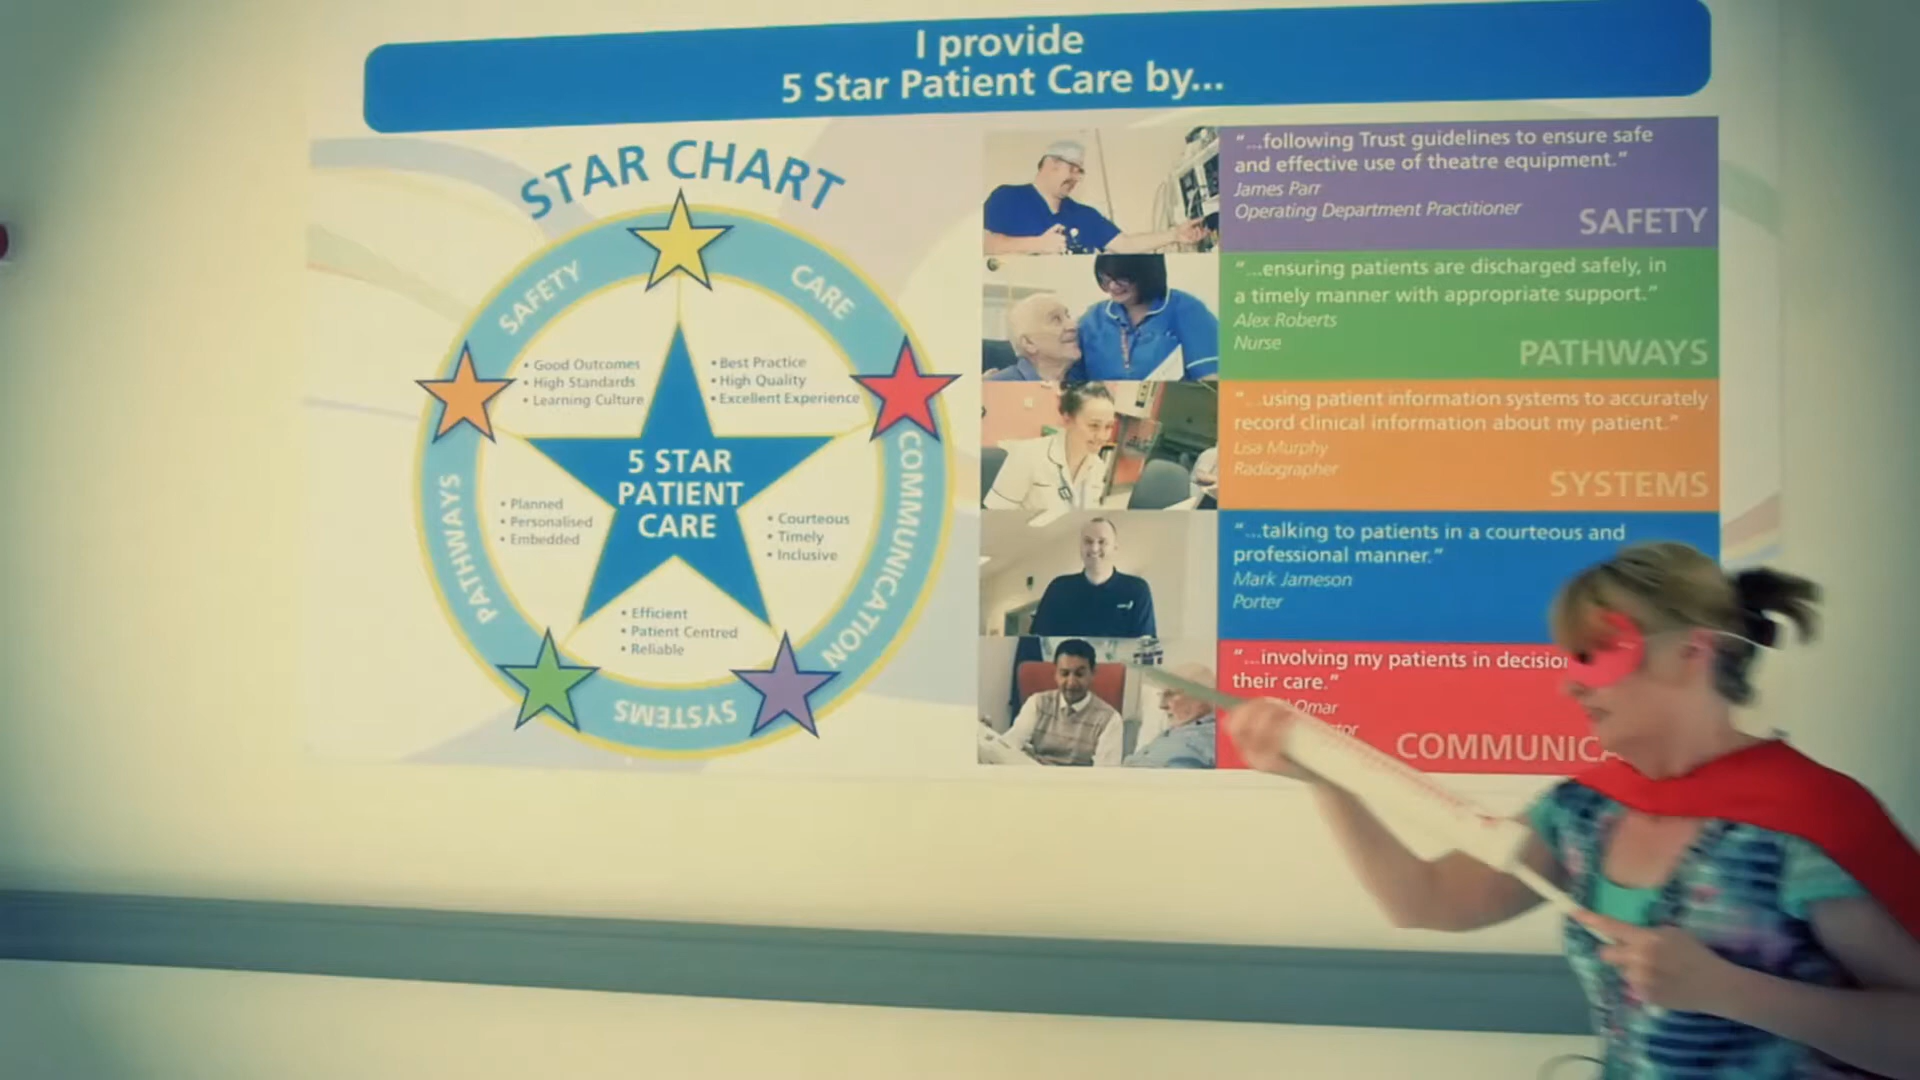 I provide
5 Star Patient Care by...
STAR CHART
SAFETY
CARE
COMMUNICATION
SYSTEMS
PATHWAYS
• Good Outcomes
• High Standards
• Learning Culture
• Best Practice
• High Quality
• Excellent Experience
• Planned
• Personalised
• Embedded
• Courteous
• Timely
• Inclusive
• Efficient
• Patient Centred
• Reliable
5 STAR
PATIENT
CARE
"...following Trust guidelines to ensure safe
and effective use of theatre equipment."
James Parr
Operating Department Practitioner
SAFETY
"...ensuring patients are discharged safely, in
a timely manner with appropriate support."
Alex Roberts
Nurse
PATHWAYS
"...using patient information systems to accurately
record clinical information about my patient."
Lisa Murphy
Radiographer
SYSTEMS
"...talking to patients in a courteous and
professional manner."
Mark Jameson
Porter
"...involving my patients in
their care."
Omar